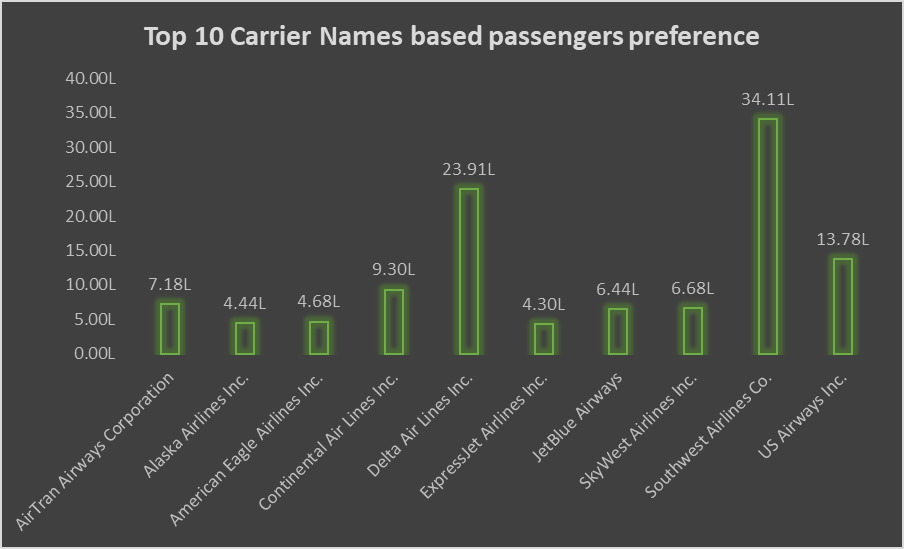 Top 10 Carrier Names based passengers preference
40.00L
35.00L
30.00L
25.00L
20.00L
15.00L
10.00L
5.00L
0.00L
7.18L
4.44L
4.68L
9.30L
23.91L
4.30L
6.44L
6.68L
34.11L
13.78L
AirTran Airways Corporation
Alaska Airlines Inc.
American Eagle Airlines Inc.
Continental Air Lines Inc.
Delta Air Lines Inc.
ExpressJet Airlines Inc.
JetBlue Airways
SkyWest Airlines Inc.
Southwest Airlines Co.
US Airways Inc.